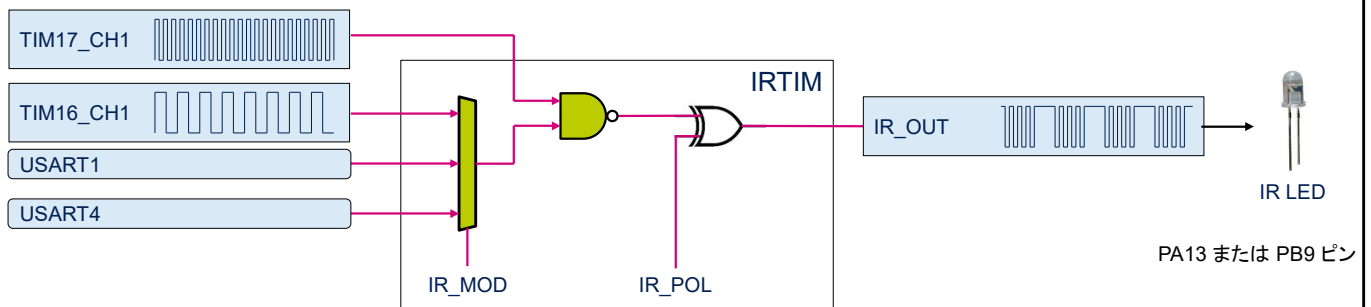 TIM17_CH1
IRTIM
TIM16_CH1
IR_OUT
USART1
IR LED
USART4
PA13 または PB9 ピン
IR_MOD
IR_POL